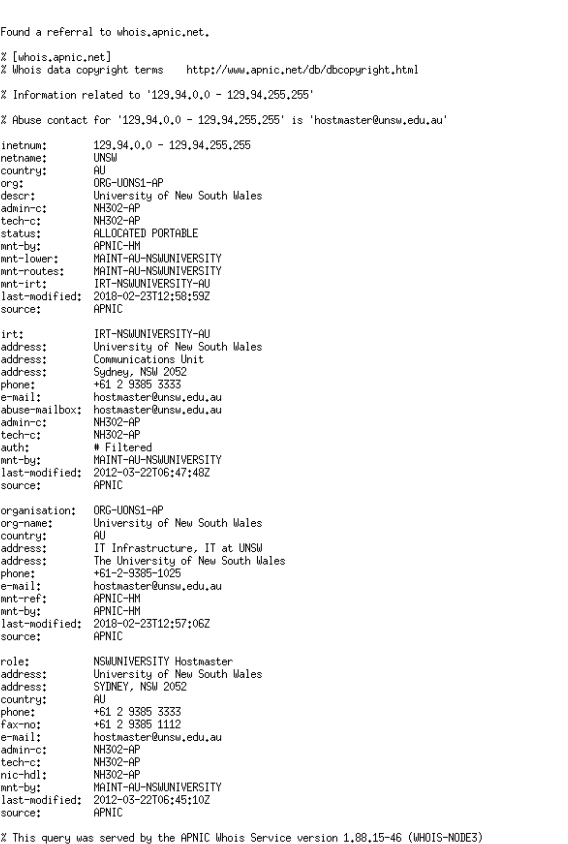 Found a referral to whois.apnic.net.

% [whois.apnic.net]
% Whois data copyright terms    http://www.apnic.net/db/dbcopyright.html

% Information related to '129.94.0.0 - 129.94.255.255'

% Abuse contact for '129.94.0.0 - 129.94.255.255' is 'hostmaster@unsw.edu.au'

inetnum:        129.94.0.0 - 129.94.255.255
netname:        UNSW
country:        AU
org:            ORG-UONS1-AP
descr:          University of New South Wales
admin-c:        NH302-AP
tech-c:         NH302-AP
status:         ALLOCATED PORTABLE
mnt-by:         APNIC-HM
mnt-lower:      MAINT-AU-NSWUNIVERSITY
mnt-routes:     MAINT-AU-NSWUNIVERSITY
mnt-irt:        IRT-NSWUNIVERSITY-AU
last-modified:  2018-02-23T12:58:59Z
source:         APNIC

irt:            IRT-NSWUNIVERSITY-AU
address:        University of New South Wales
address:        Communications Unit
address:        Sydney, NSW 2052
phone:          +61 2 9385 3333
e-mail:         hostmaster@unsw.edu.au
abuse-mailbox:  hostmaster@unsw.edu.au
admin-c:        NH302-AP
tech-c:         NH302-AP
auth:           # Filtered
mnt-by:         MAINT-AU-NSWUNIVERSITY
last-modified:  2012-03-22T06:47:48Z
source:         APNIC

organisation:   ORG-UONS1-AP
org-name:       University of New South Wales
country:        AU
address:        IT Infrastructure, IT at UNSW
address:        The University of New South Wales
phone:          +61-2-9385-1025
e-mail:         hostmaster@unsw.edu.au
mnt-ref:        APNIC-HM
mnt-by:         APNIC-HM
last-modified:  2018-02-23T12:57:06Z
source:         APNIC

role:           NSWUNIVERSITY Hostmaster
address:        University of New South Wales
address:        SYDNEY, NSW 2052
country:        AU
phone:          +61 2 9385 3333
fax-no:         +61 2 9385 1112
e-mail:         hostmaster@unsw.edu.au
admin-c:        NH302-AP
tech-c:         NH302-AP
nic-hdl:        NH302-AP
mnt-by:         MAINT-AU-NSWUNIVERSITY
last-modified:  2012-03-22T06:45:10Z
source:         APNIC

% This query was served by the APNIC Whois Service version 1.88.15-46 (WHOIS-NODE3)